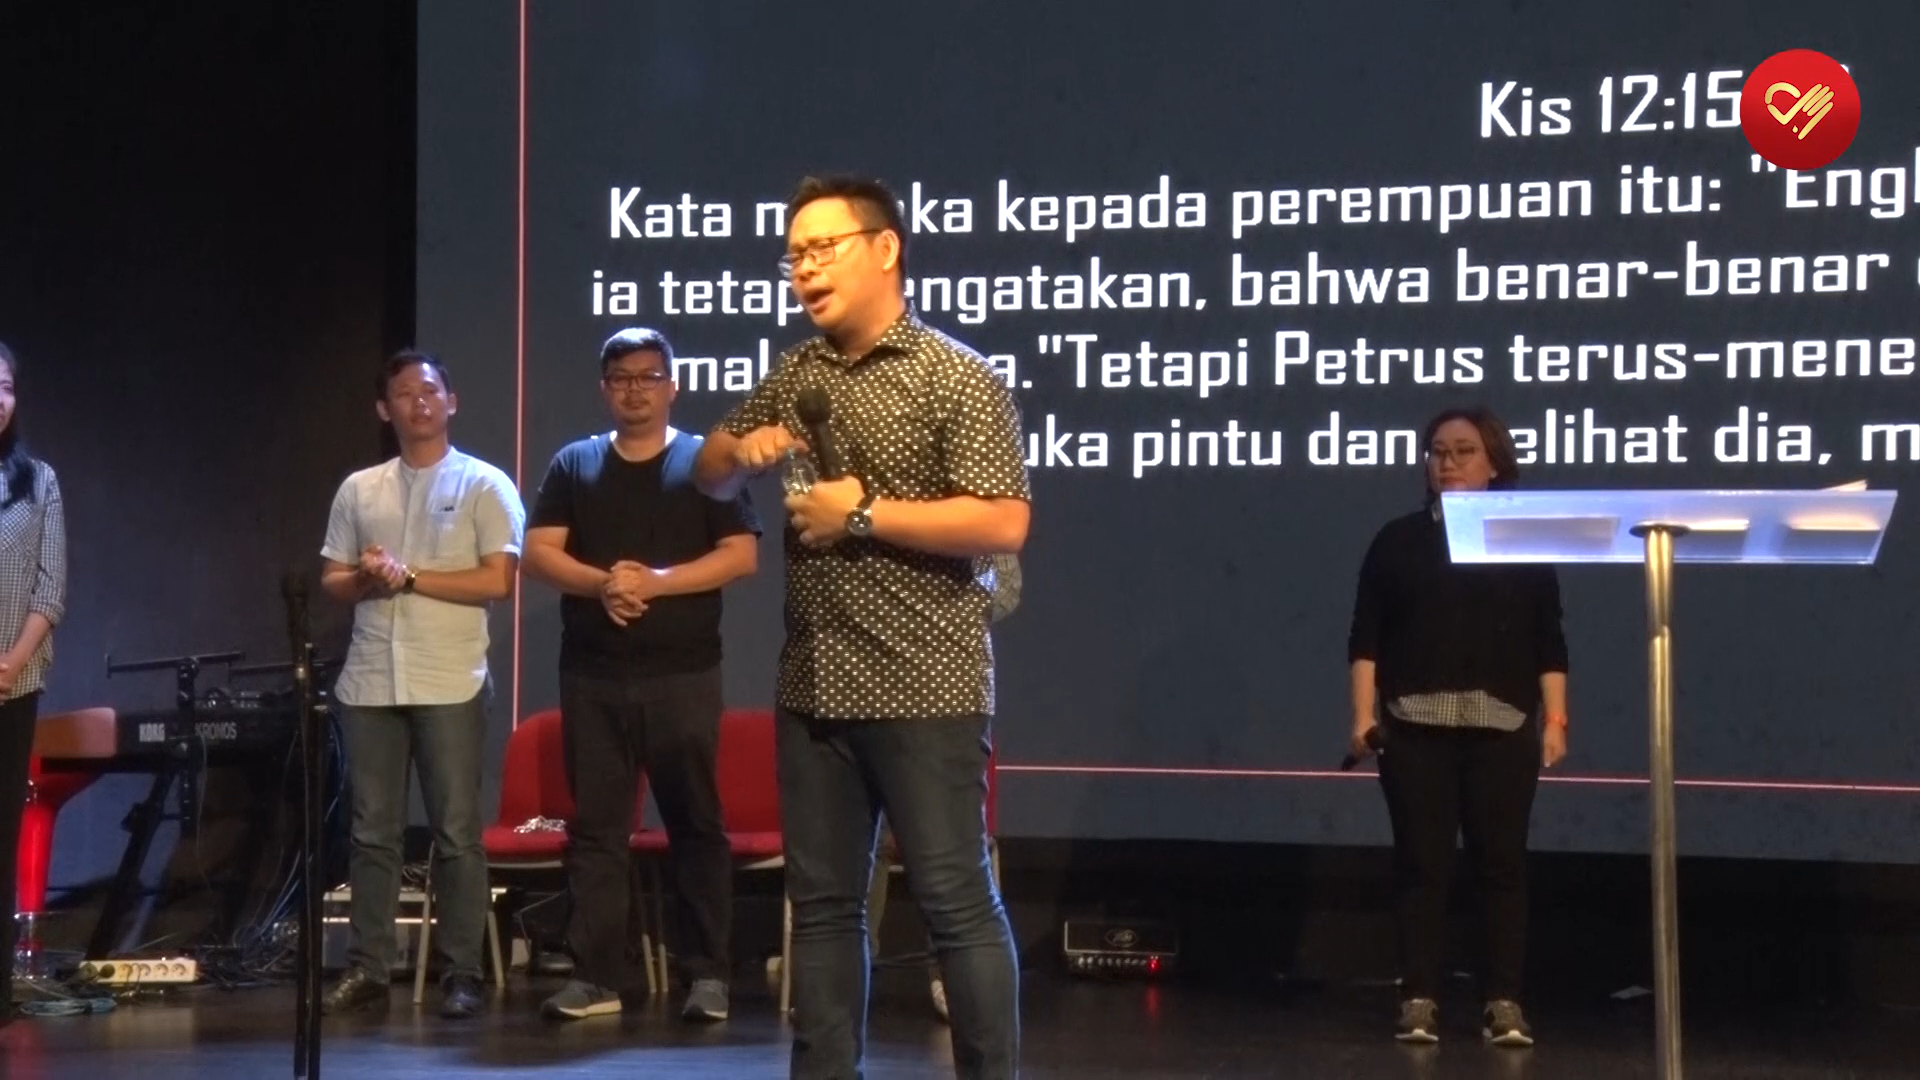 Kis 12:15
Kata ka kepada perempuan itu: "Engk
ia tetap engatakan, bahwa benar-benar
mal a. "Tetapi Petrus terus-mene
uka pintu dan elihat dia, m
KORG KRONOS